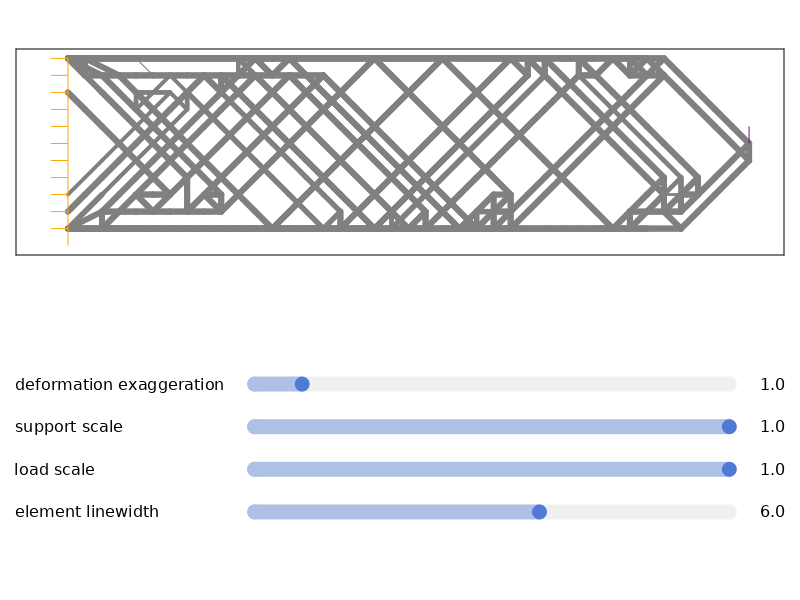 deformation exaggeration 1.0
support scale 1.0
load scale 1.0
element linewidth 6.0